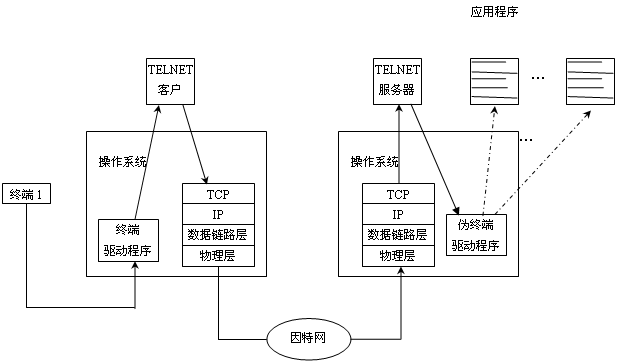 应用程序
TELNET
客户
TELNET
服务器
...
操作系统
操作系统
...
终端 1
TCP
IP
数据链路层
物理层
终端
驱动程序
TCP
IP
数据链路层
物理层
伪终端
驱动程序
因特网